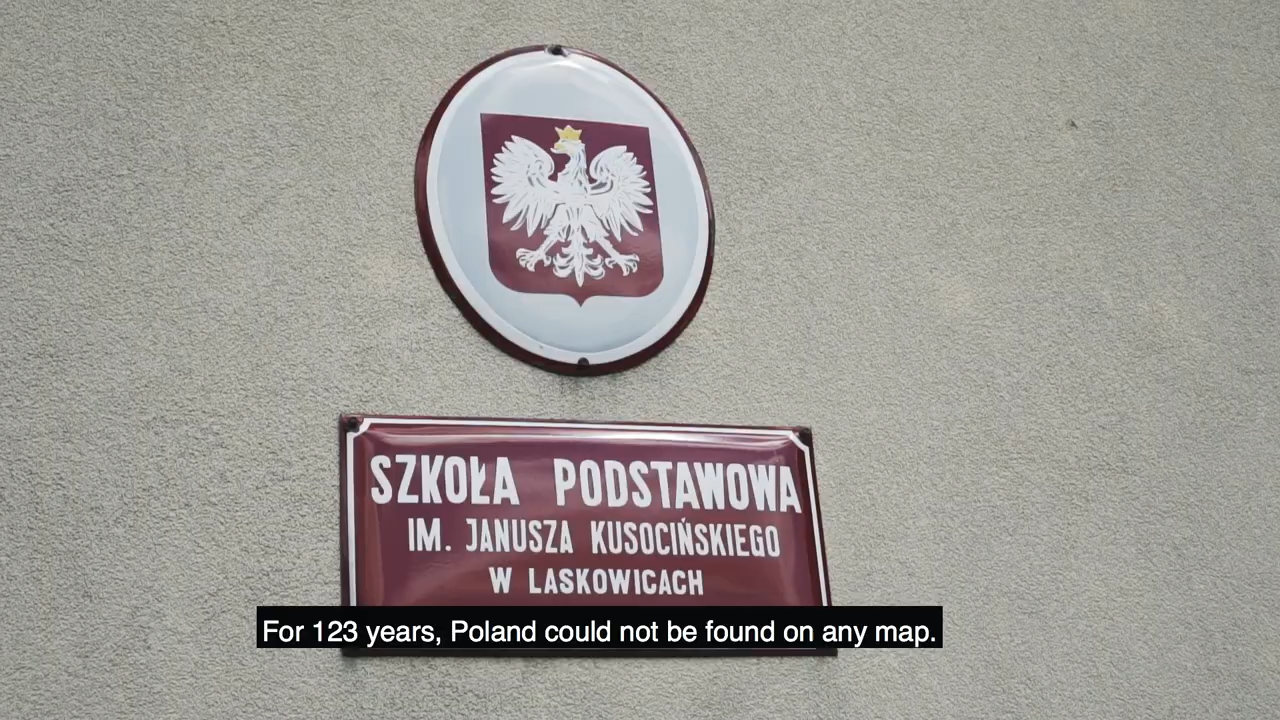 SZKOŁA PODSTAWOWA
IM. JANUSZA KUSOCIŃSKIEGO
W LASKOWICACH
For 123 years, Poland could not be found on any map.